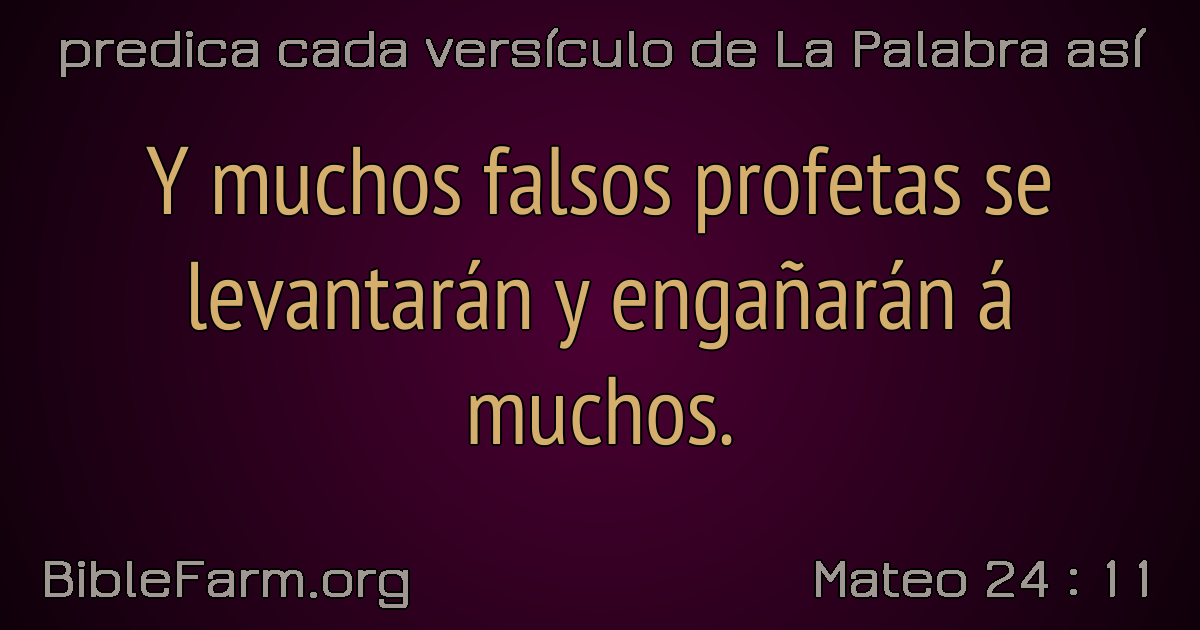 predica cada versículo de La Palabra así
Y muchos falsos profetas se
levantarán y engañarán á
muchos.
BibleFarm.org
Mateo 24 : 11